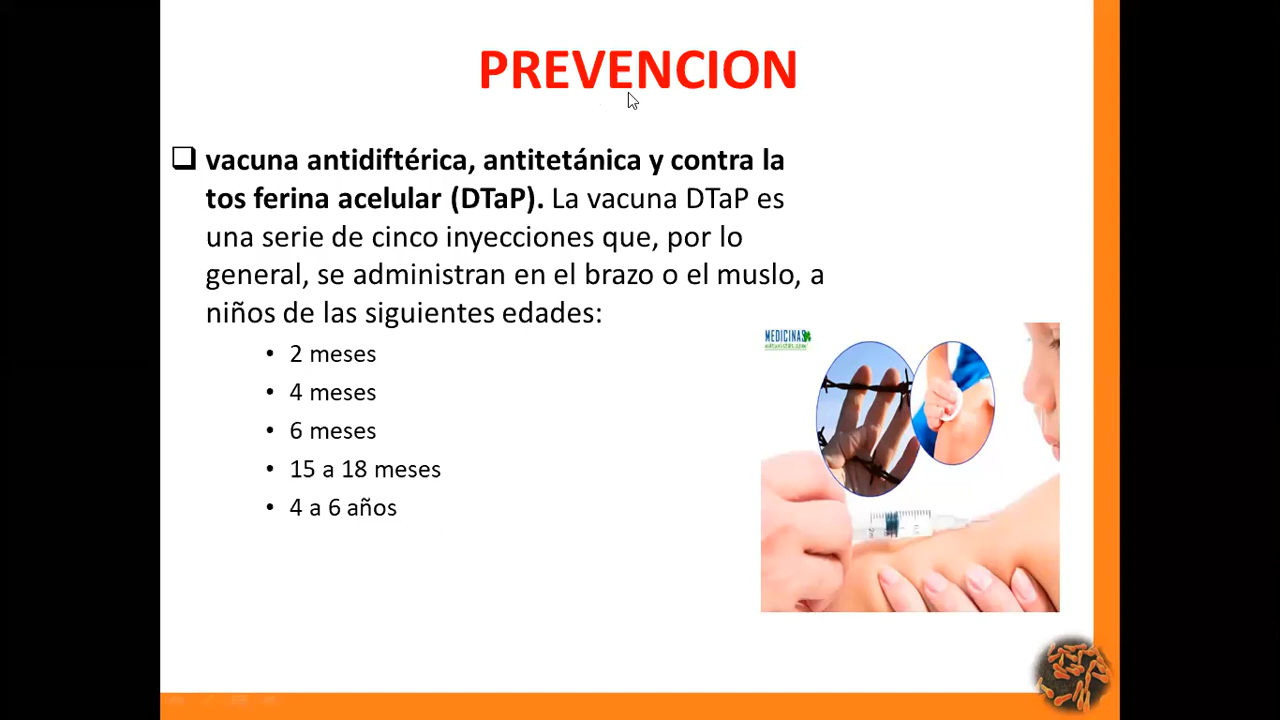 PREVENCION
vacuna antidiftérica, antitetánica y contra la
tos ferina acelular (DTaP). La vacuna DTaP es
una serie de cinco inyecciones que, por lo
general, se administran en el brazo o el muslo, a
niños de las siguientes edades:
• 2 meses
• 4 meses
• 6 meses
• 15 a 18 meses
• 4 a 6 años
MEDICINAS